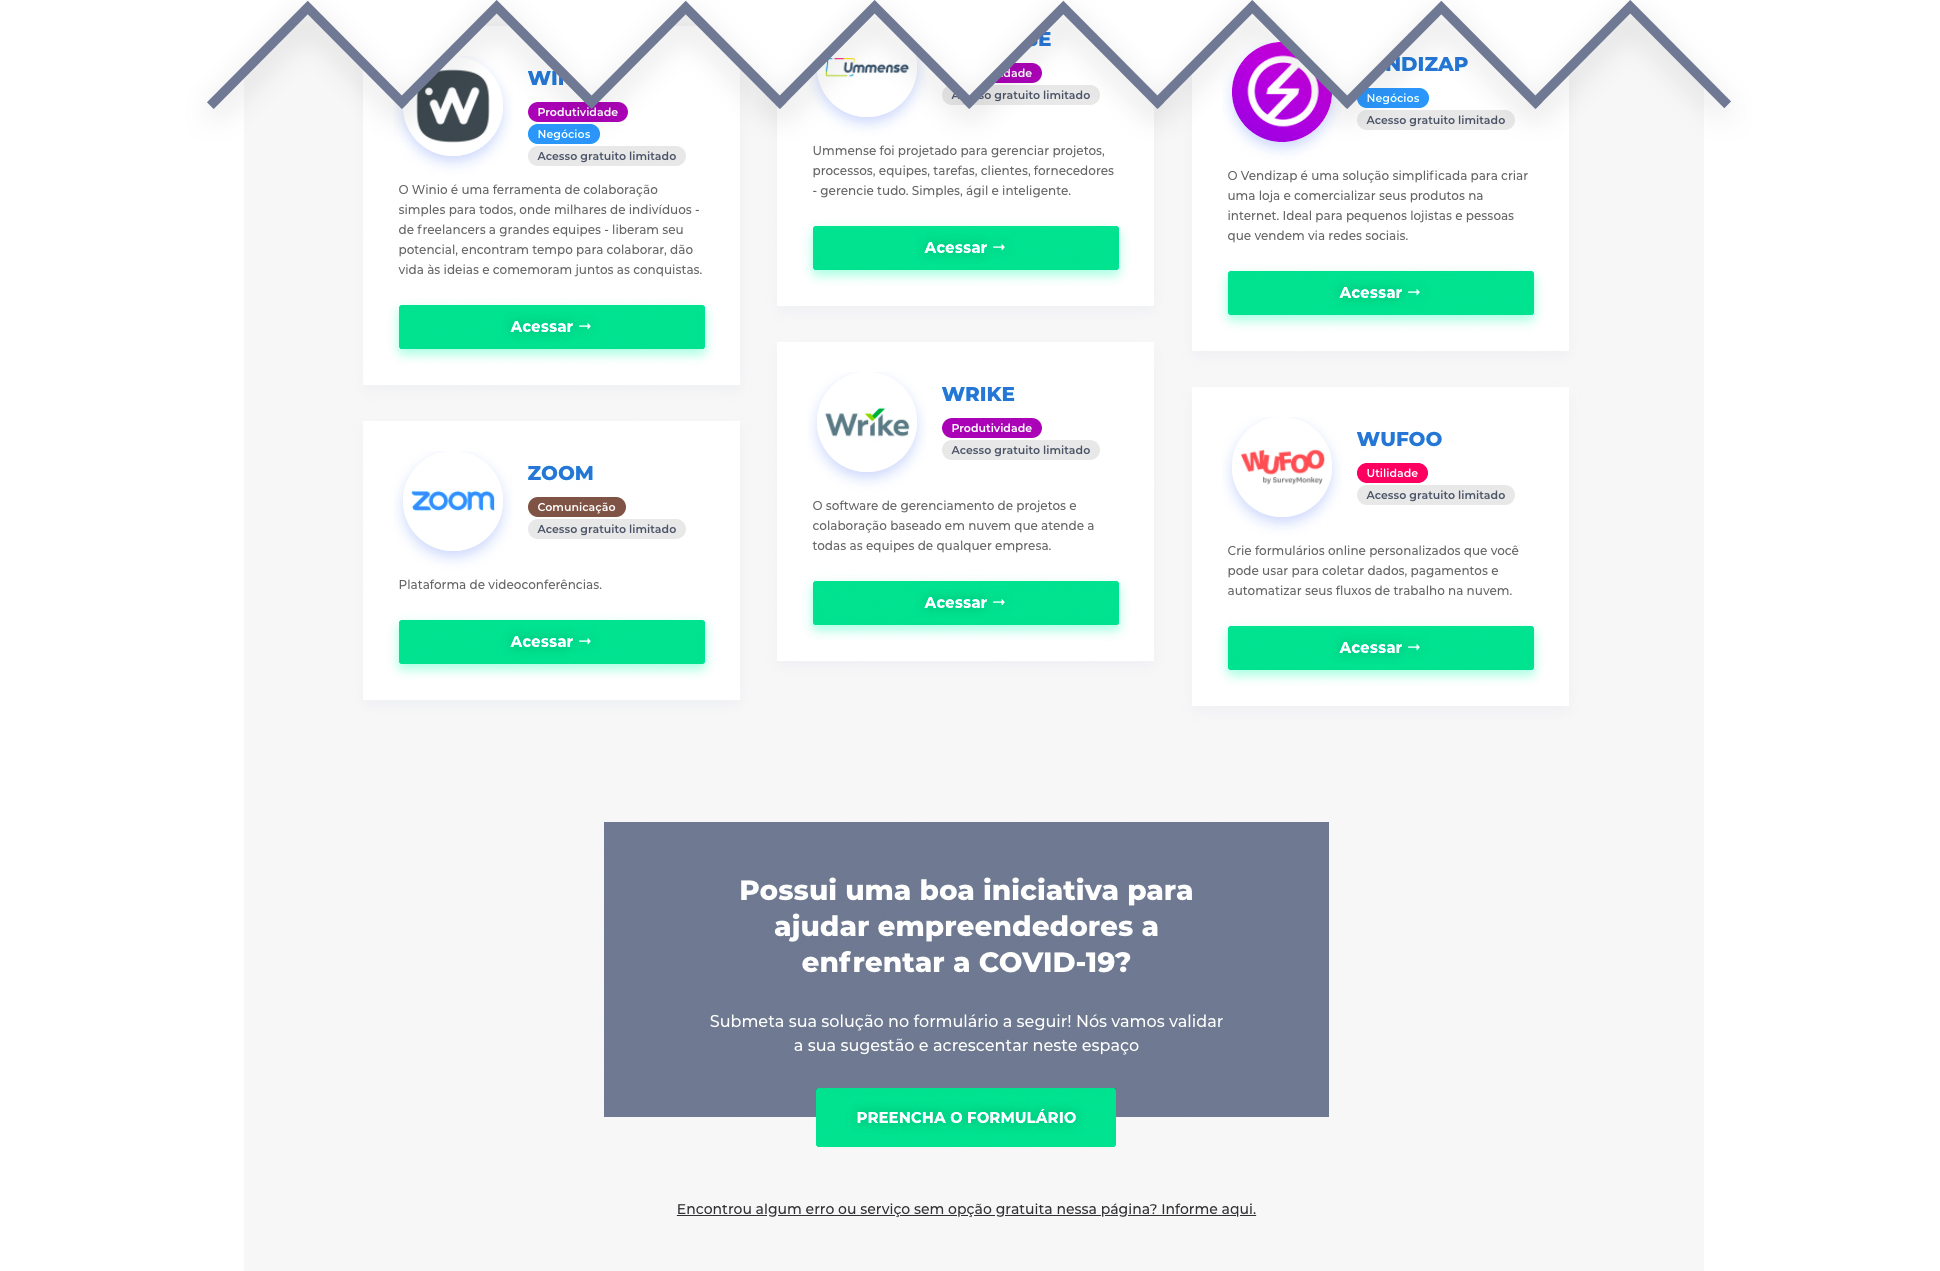 W
Produtividade
Negócios
Acesso gratuito limitado
O Winio é uma ferramenta de colaboração
simples para todos, onde milhares de indivíduos -
de freelancers a grandes equipes - liberam seu
potencial, encontram tempo para colaborar, dão
vida às ideias e comemoram juntos as conquistas.
Acessar →
zoom
ZOOM
Comunicação
Acesso gratuito limitado
Plataforma de videoconferências.
Acessar →
Ummense
gratuito limitado
Ummense foi projetado para gerenciar projetos,
processos, equipes, tarefas, clientes, fornecedores
- gerencie tudo. Simples, ágil e inteligente.
Acessar →
Wrike
WRIKE
Produtividade
Acesso gratuito limitado
O software de gerenciamento de projetos e
colaboração baseado em nuvem que atende a
todas as equipes de qualquer empresa.
Acessar →
Negócios
Acesso gratuito limitado
O Vendizap é uma solução simplificada para criar
uma loja e comercializar seus produtos na
internet. Ideal para pequenos lojistas e pessoas
que vendem via redes sociais.
Acessar →
WUFOO
by SurveyMonkey
WUFOO
Utilidade
Acesso gratuito limitado
Crie formulários online personalizados que você
pode usar para coletar dados, pagamentos e
automatizar seus fluxos de trabalho na nuvem.
Acessar →
Possui uma boa iniciativa para
ajudar empreendedores a
enfrentar a COVID-19?
Submeta sua solução no formulário a seguir! Nós vamos validar
a sua sugestão e acrescentar neste espaço
PREENCHA O FORMULÁRIO
Encontrou algum erro ou serviço sem opção gratuita nessa página? Informe aqui.